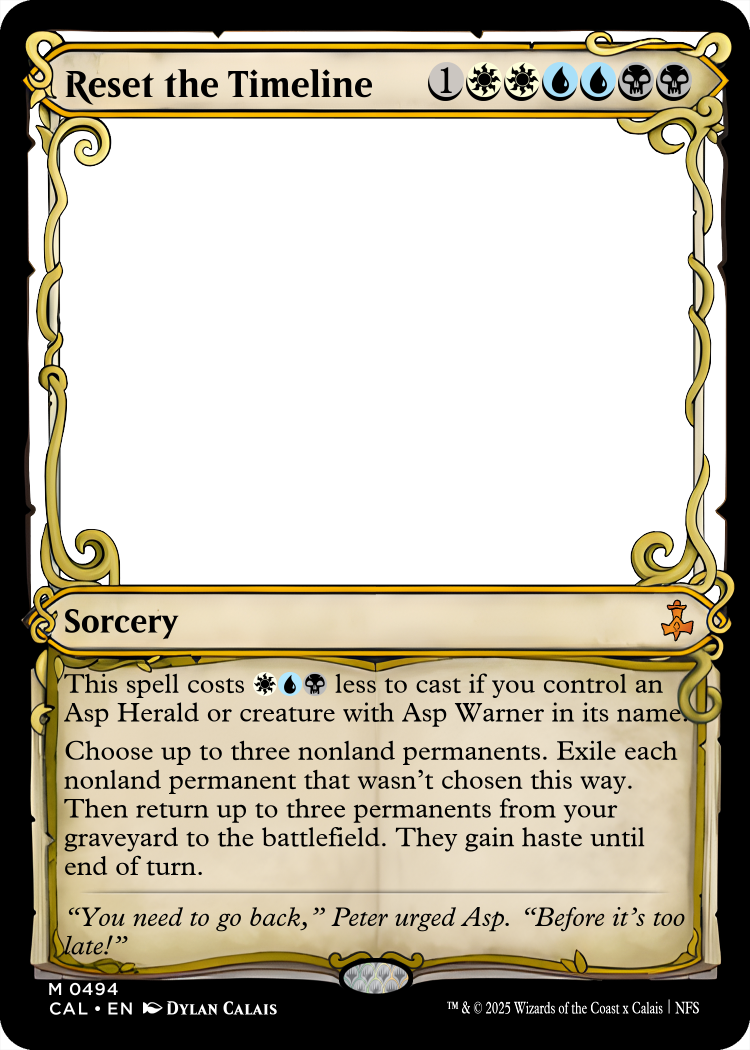 Reset the Timeline 1
Sorcery
This spell costs less to cast if you control an
Asp Herald or creature with Asp Warner in its name.
Choose up to three nonland permanents. Exile each
nonland permanent that wasn’t chosen this way.
Then return up to three permanents from your
graveyard to the battlefield. They gain haste until
end of turn.
“You need to go back,” Peter urged Asp. “Before it’s too
late!”
M 0494
CAL • EN DYLAN CALAIS
™ & © 2025 Wizards of the Coast x Calais | NFS